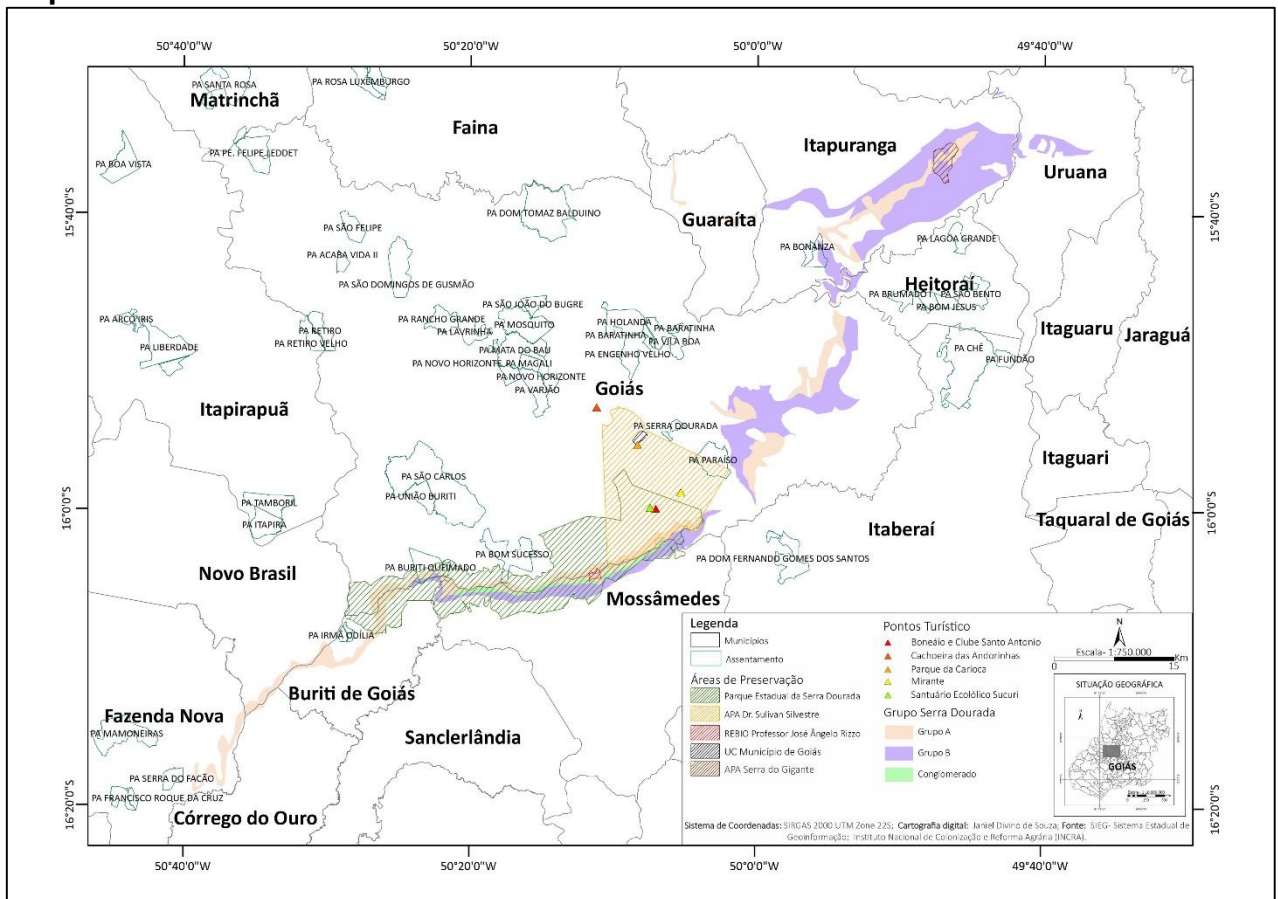 50°40'0"W
50°20'0"W
50°0'0"W
49°40'0"W
15°40'0"S
15°40'0"S
16°0'0"S
16°0'0"S
16°20'0"S
16°20'0"S
50°40'0"W
50°20'0"W
50°0'0"W
49°40'0"W
PA SANTA ROSA
PA ROSA LUXEMBURGO
Matrinchã
Faina
Itapuranga
PA BOA VISTA
PA PE. FELIPE LEDDET
Uruana
PA DOM TOMAZ BALDUINO
Guaraíta
PA SÃO FELIPE
PA ACABA VIDA II
PA BONANZA
PA LAGOA GRANDE
PA SÃO DOMINGOS DE GUSMÃO
Heitoraí
PA BRUMADO I
PA SÃO BENTO
PA BOM JESUS
PA SÃO JOÃO DO BUGRE
PA ARCO IRIS
PA RANCHO GRANDE
PA MOSQUITO
PA LAVRINHA
PA HOLANDA
PA BARATINHA
PA BARATINHA
PA VILA BOA
PA RETIRO
PA RETIRO VELHO
PA LIBERDADE
PA MATA DO BAÚ
PA ENGENHO VELHO
PA NOVO HORIZONTE
PA MAGALI
PA NOVO HORIZONTE
PA VARJÃO
PA CHÊ
PA FUNDÃO
Itaguaru
Jaraguá
Goiás
Itapirapuã
PA SERRA DOURADA
PA PARAÍSO
Itaguari
PA SÃO CARLOS
PA UNIÃO BURITI
PA TAMBORIL
PA ITAPIRA
Itaberaí
Taquaral de Goiás
PA BOM SUCESSO
PA BURITI QUEIMADO
PA DOM FERNANDO GOMES DOS SANTOS
Novo Brasil
Mossâmedes
PA IRMÃ ODÍLIA
Buriti de Goiás
Fazenda Nova
PA MAMONEIRAS
Sanclerlândia
PA SERRA DO FACÃO
PA FRANCISCO ROQUE DA CRUZ
Córrego do Ouro
Legenda
Municípios
Assentamento
Áreas de Preservação
Parque Estadual da Serra Dourada
APA Dr. Sulivan Silvestre
REBIO Professor José Ângelo Rizzo
UC Município de Goiás
APA Serra do Gigante
Pontos Turístico
Boneáio e Clube Santo Antonio
Cachoeira das Andorinhas
Parque da Carioca
Mirante
Santuário Ecolólico Sucuri
Grupo Serra Dourada
Grupo A
Grupo B
Conglomerado
N
Escala- 1:750.000
0 15 Km
SITUAÇÃO GEOGRÁFICA
GOIÁS
Sistema de Coordenadas: SIRGAS 2000 UTM Zone 22S; Cartografia digital: Janiel Divino de Souza; Fonte: SIEG- Sistema Estadual de
Geoinformação; Instituto Nacional de Colonização e Reforma Agrária (INCRA).